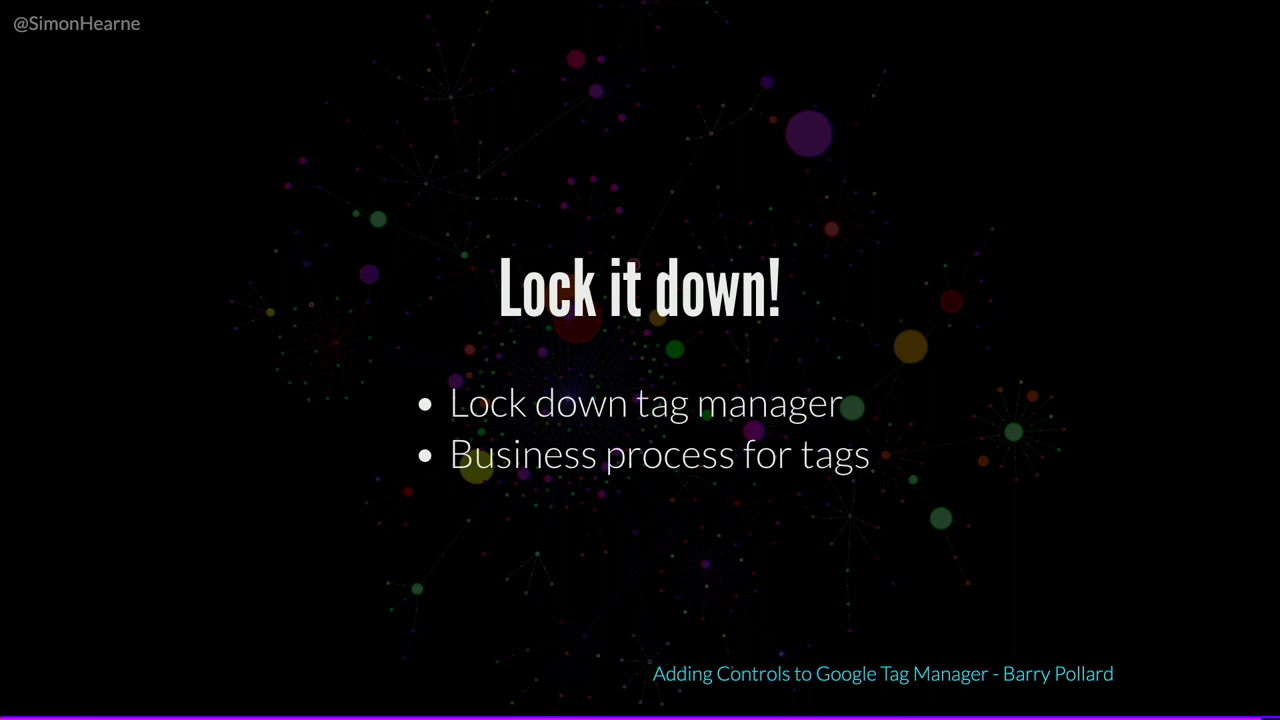 @SimonHearne
Lock it down!
• Lock down tag manager
• Business process for tags
Adding Controls to Google Tag Manager - Barry Pollard